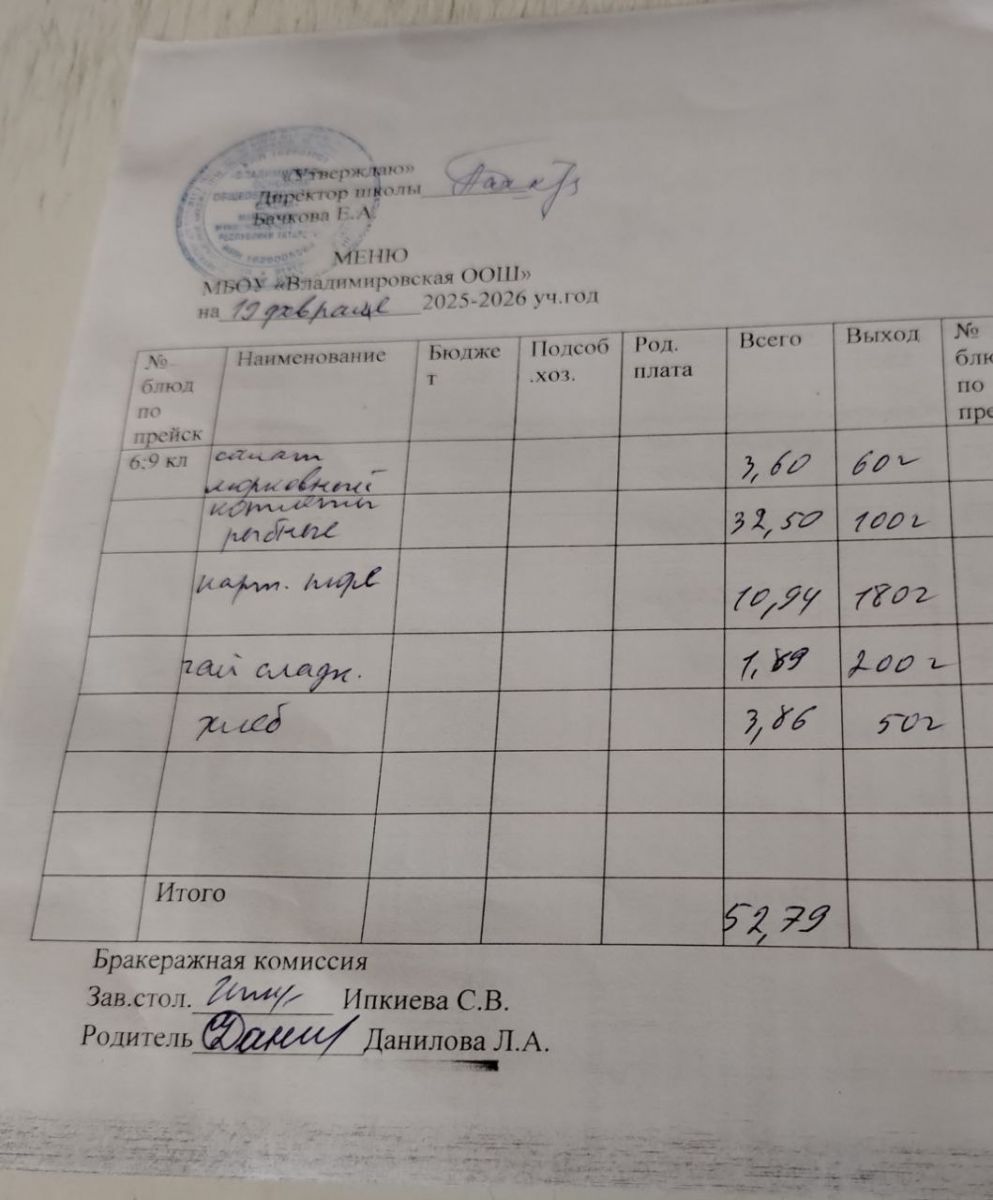 «Утверждаю»
Директор школы
Бачкова Е.А.
МЕНЮ
МБОУ «Владимировская ООШ»
на 19 февраля 2025-2026 уч.год
№ блюд по прейск Наименование Бюджет Подсоб.хоз. Род. плата Всего Выход №
6;9 кл салат морковный 3,60 60г
котлеты рыбные 32,50 100г
карт. пюре 10,94 180г
чай сладк. 1,89 200г
хлеб 3,86 50г
Итого 52,79
Бракеражная комиссия
Зав.стол. Ипкиева С.В.
Родитель Данилова Л.А.